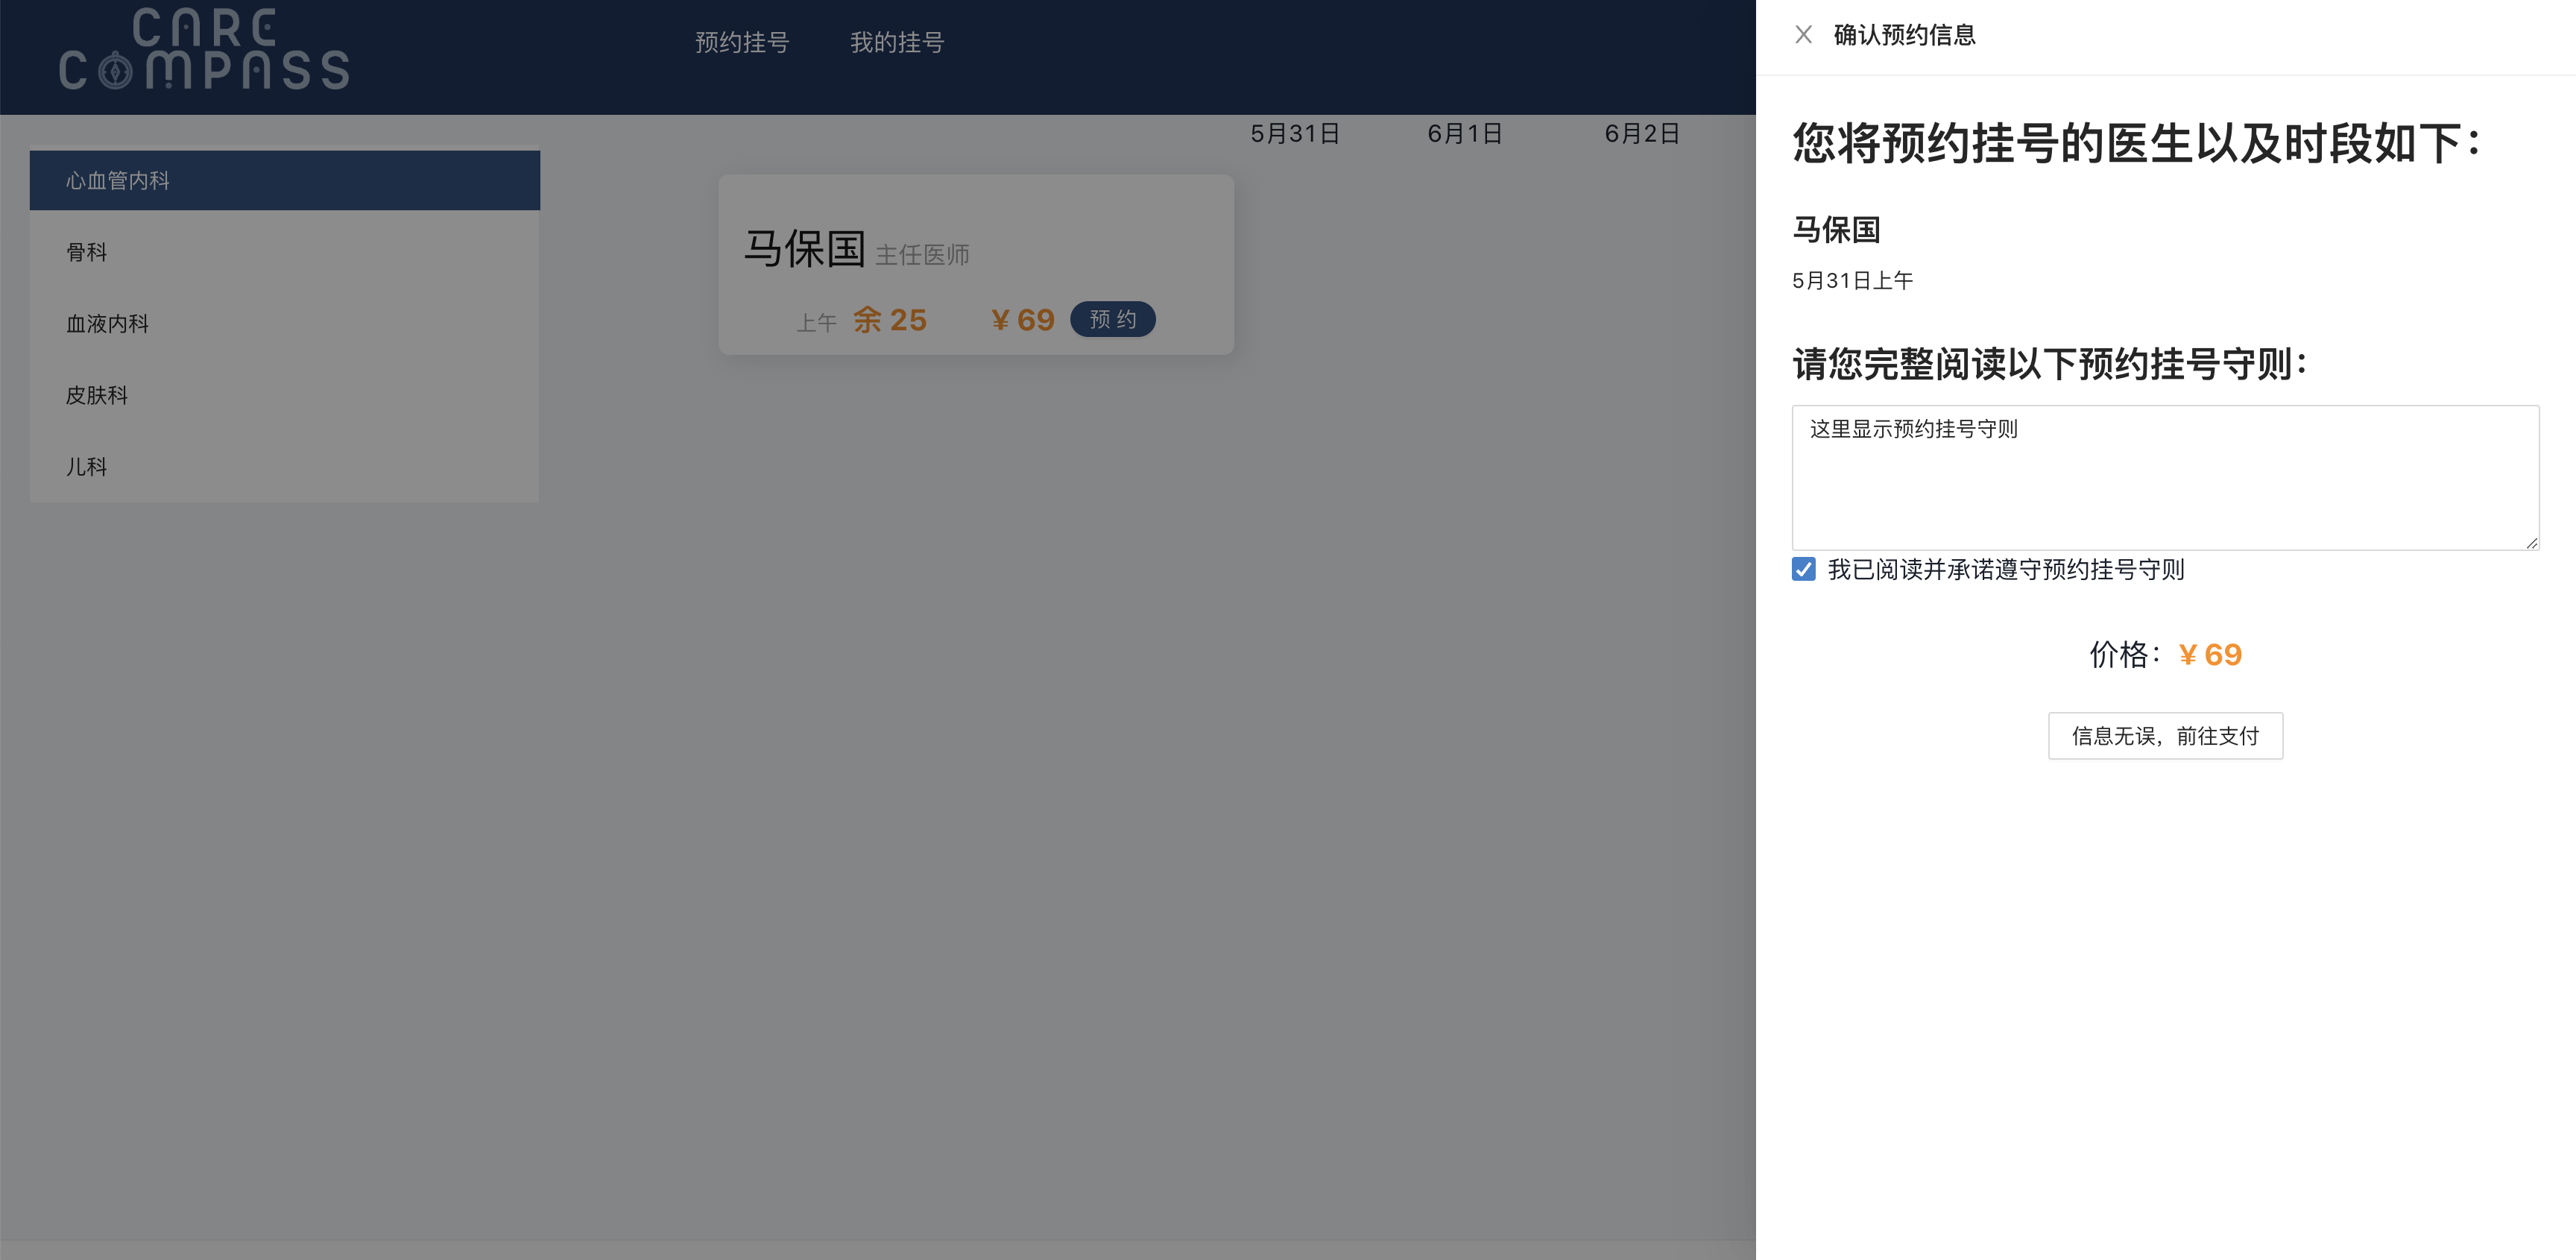 CARE
COMPASS
预约挂号 我的挂号
5月31日 6月1日 6月2日
心血管内科
骨科
血液内科
皮肤科
儿科
马保国 主任医师
上午 余 25 ¥ 69 预 约
确认预约信息
您将预约挂号的医生以及时段如下：
马保国
5月31日上午
请您完整阅读以下预约挂号守则：
这里显示预约挂号守则
我已阅读并承诺遵守预约挂号守则
价格：¥ 69
信息无误，前往支付